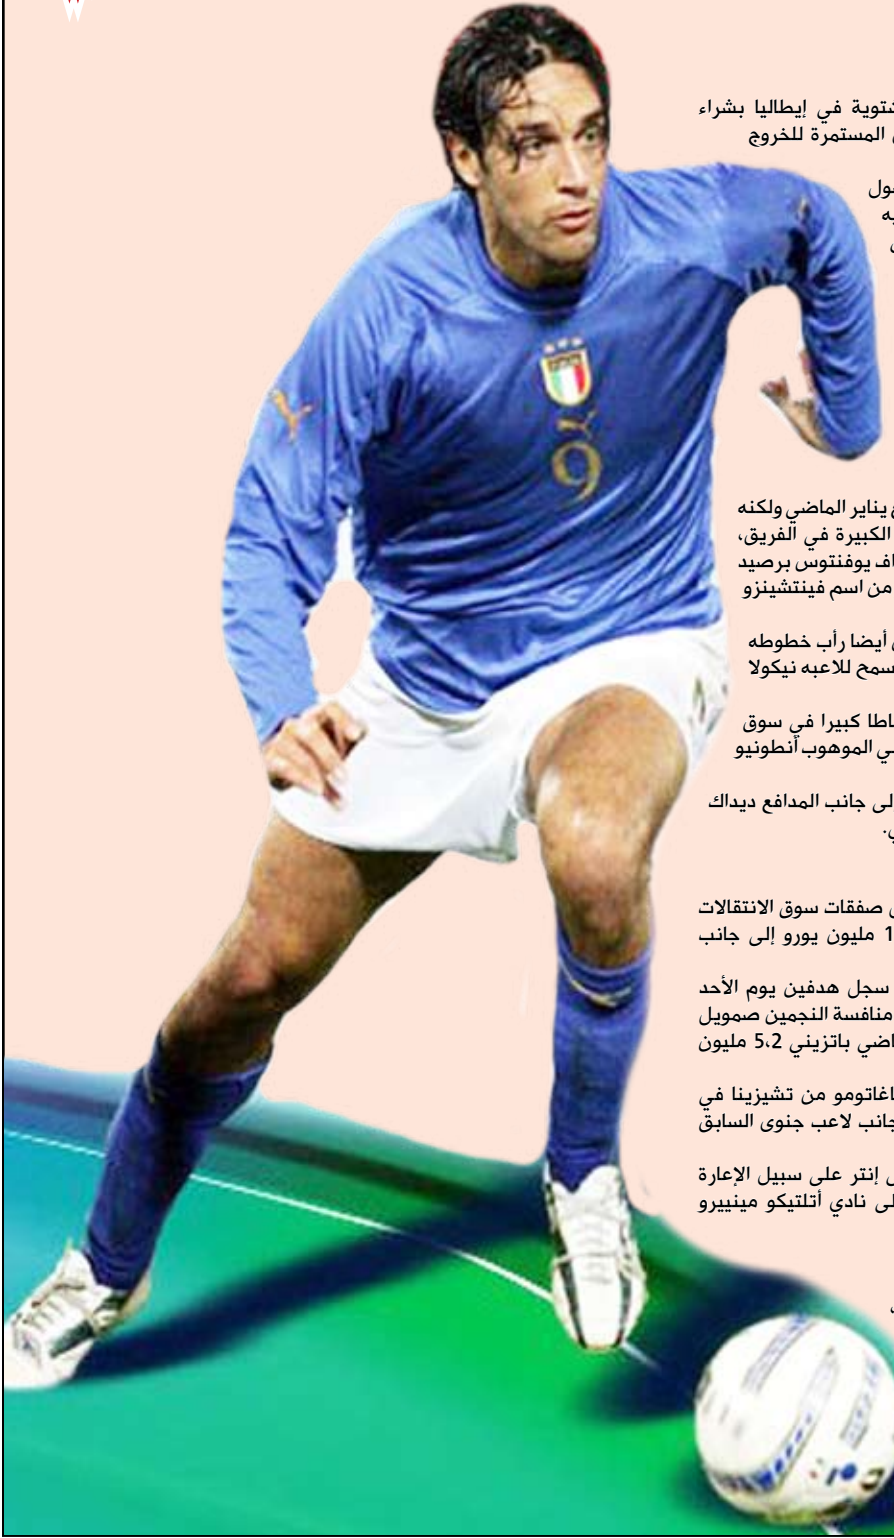 W
توية في إيطاليا بشراء
المستمرة للخروج
ول
ه
يناير الماضي ولكنه
الكبيرة في الفريق،
اف يوفنتوس برصيد
من اسم فينتشينزو
أيضا رأب خطوطه
سمح للاعبه نيكولا
اطا كبيرا في سوق
ي الموهوب أنطونيو
لى جانب المدافع ديداك
صفقات سوق الانتقالات
1 مليون يورو إلى جانب
سجل هدفين يوم الأحد
منافسة النجمين صمويل
اضي باتزيني 5،2 مليون
اغاتومو من تشيزينا في
جانب لاعب جنوى السابق
إنتر على سبيل الإعارة
لى نادي أتلتيكو مينييرو
9